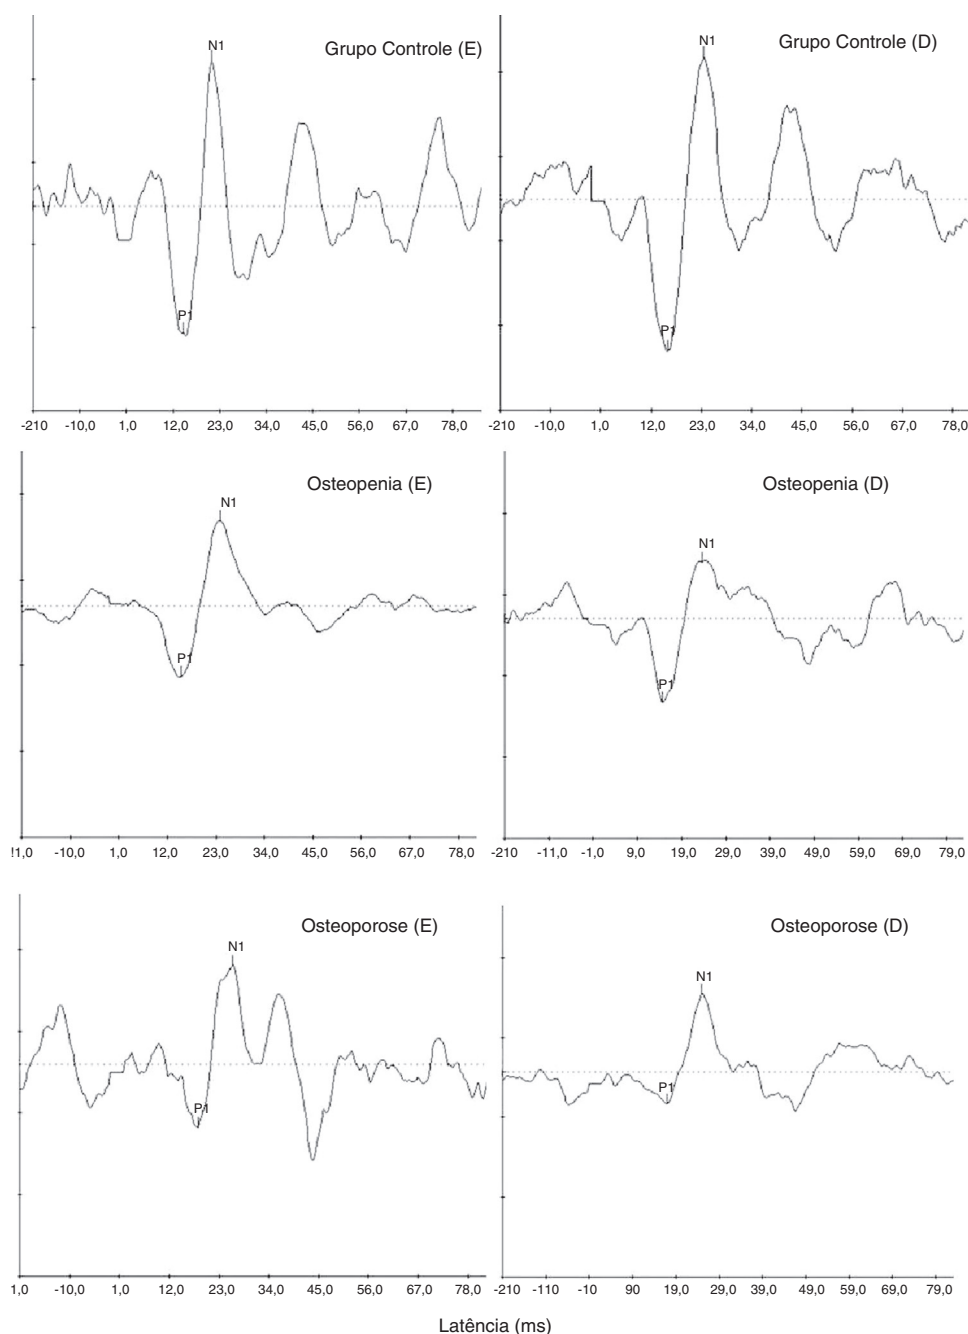 N1
Grupo Controle (E)
P1
-210 -10,0 1,0 12,0 23,0 34,0 45,0 56,0 67,0 78,0
N1
Grupo Controle (D)
P1
-210 -10,0 1,0 12,0 23,0 34,0 45,0 56,0 67,0 78,0
Osteopenia (E)
N1
P1
!1,0 -10,0 1,0 12,0 23,0 34,0 45,0 56,0 67,0 78,0
Osteopenia (D)
N1
P1
-210 -11,0 -1,0 9,0 19,0 29,0 39,0 49,0 59,0 69,0 79,0
Osteoporose (E)
N1
P1
1,0 -10,0 1,0 12,0 23,0 34,0 45,0 56,0 67,0 78,0
Osteoporose (D)
N1
P1
-210 -110 -10 90 19,0 29,0 39,0 49,0 59,0 69,0 79,0
Latência (ms)